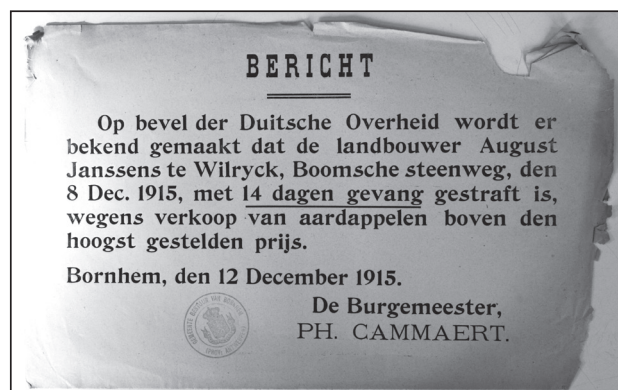 BERICHT
Op bevel der Duitsche Overheid wordt er
bekend gemaakt dat de landbouwer August
Janssens te Wilryck, Boomsche steenweg, den
8 Dec. 1915, met 14 dagen gevang gestraft is,
wegens verkoop van aardappelen boven den
hoogst gestelden prijs.
Bornhem, den 12 December 1915.
De Burgemeester,
PH. CAMMAERT.